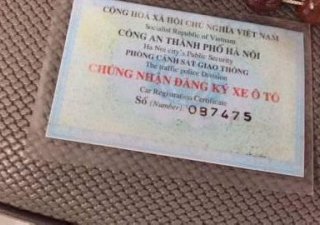 CỘNG HOÀ XÃ HỘI CHỦ NGHĨA VIỆT NAM
Socialist Republic of Vietnam
CÔNG AN THÀNH PHỐ HÀ NỘI
Ha Noi city's Public Security
PHÒNG CẢNH SÁT GIAO THÔNG
The traffic police Division
CHỨNG NHẬN ĐĂNG KÝ XE Ô TÔ
Car Registration Certificate
Số (Number) 087475